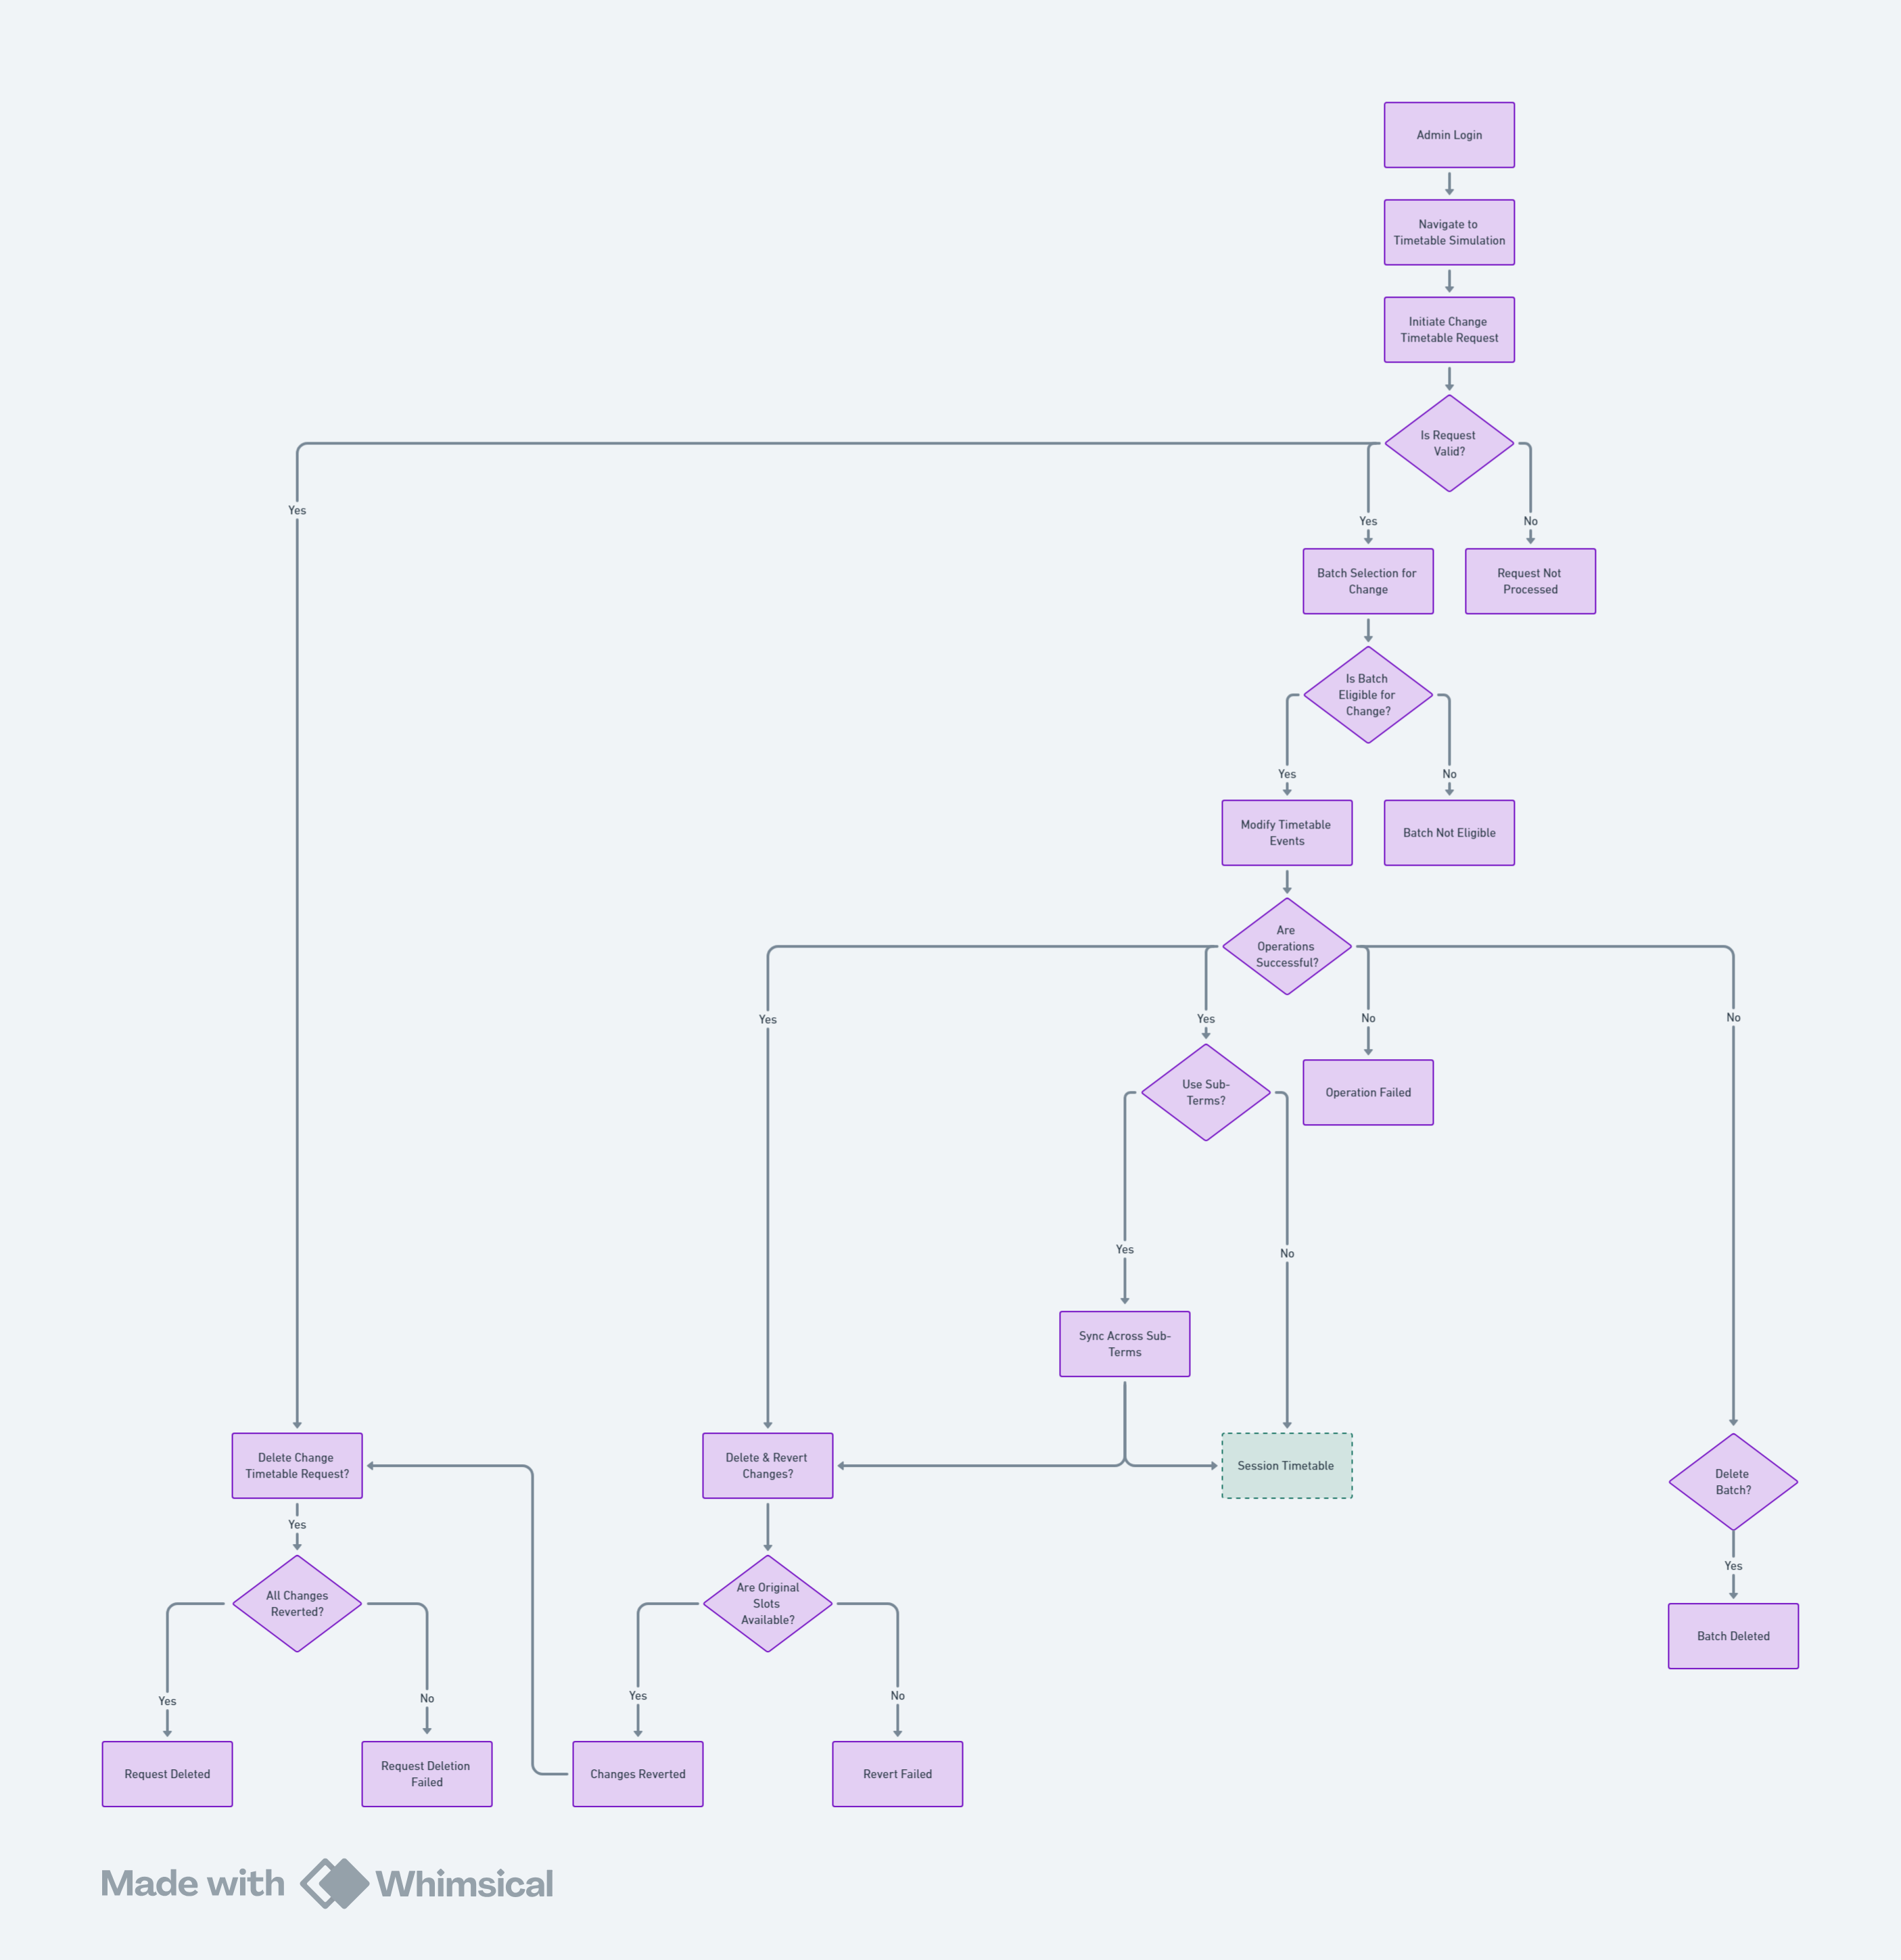 Admin Login
Navigate to
Timetable Simulation
Initiate Change
Timetable Request
Is Request
Valid?
Yes
Yes
No
Batch Selection for
Change
Request Not
Processed
Is Batch
Eligible for
Change?
Yes
No
Modify Timetable
Events
Batch Not Eligible
Are
Operations
Successful?
Yes
Yes
No
No
Use Sub-
Terms?
Operation Failed
Yes
No
Sync Across Sub-
Terms
Delete Change
Timetable Request?
Delete & Revert
Changes?
Session Timetable
Delete
Batch?
Yes
Yes
All Changes
Reverted?
Are Original
Slots
Available?
Batch Deleted
Yes
No
Yes
No
Request Deleted
Request Deletion
Failed
Changes Reverted
Revert Failed
Made with Whimsical